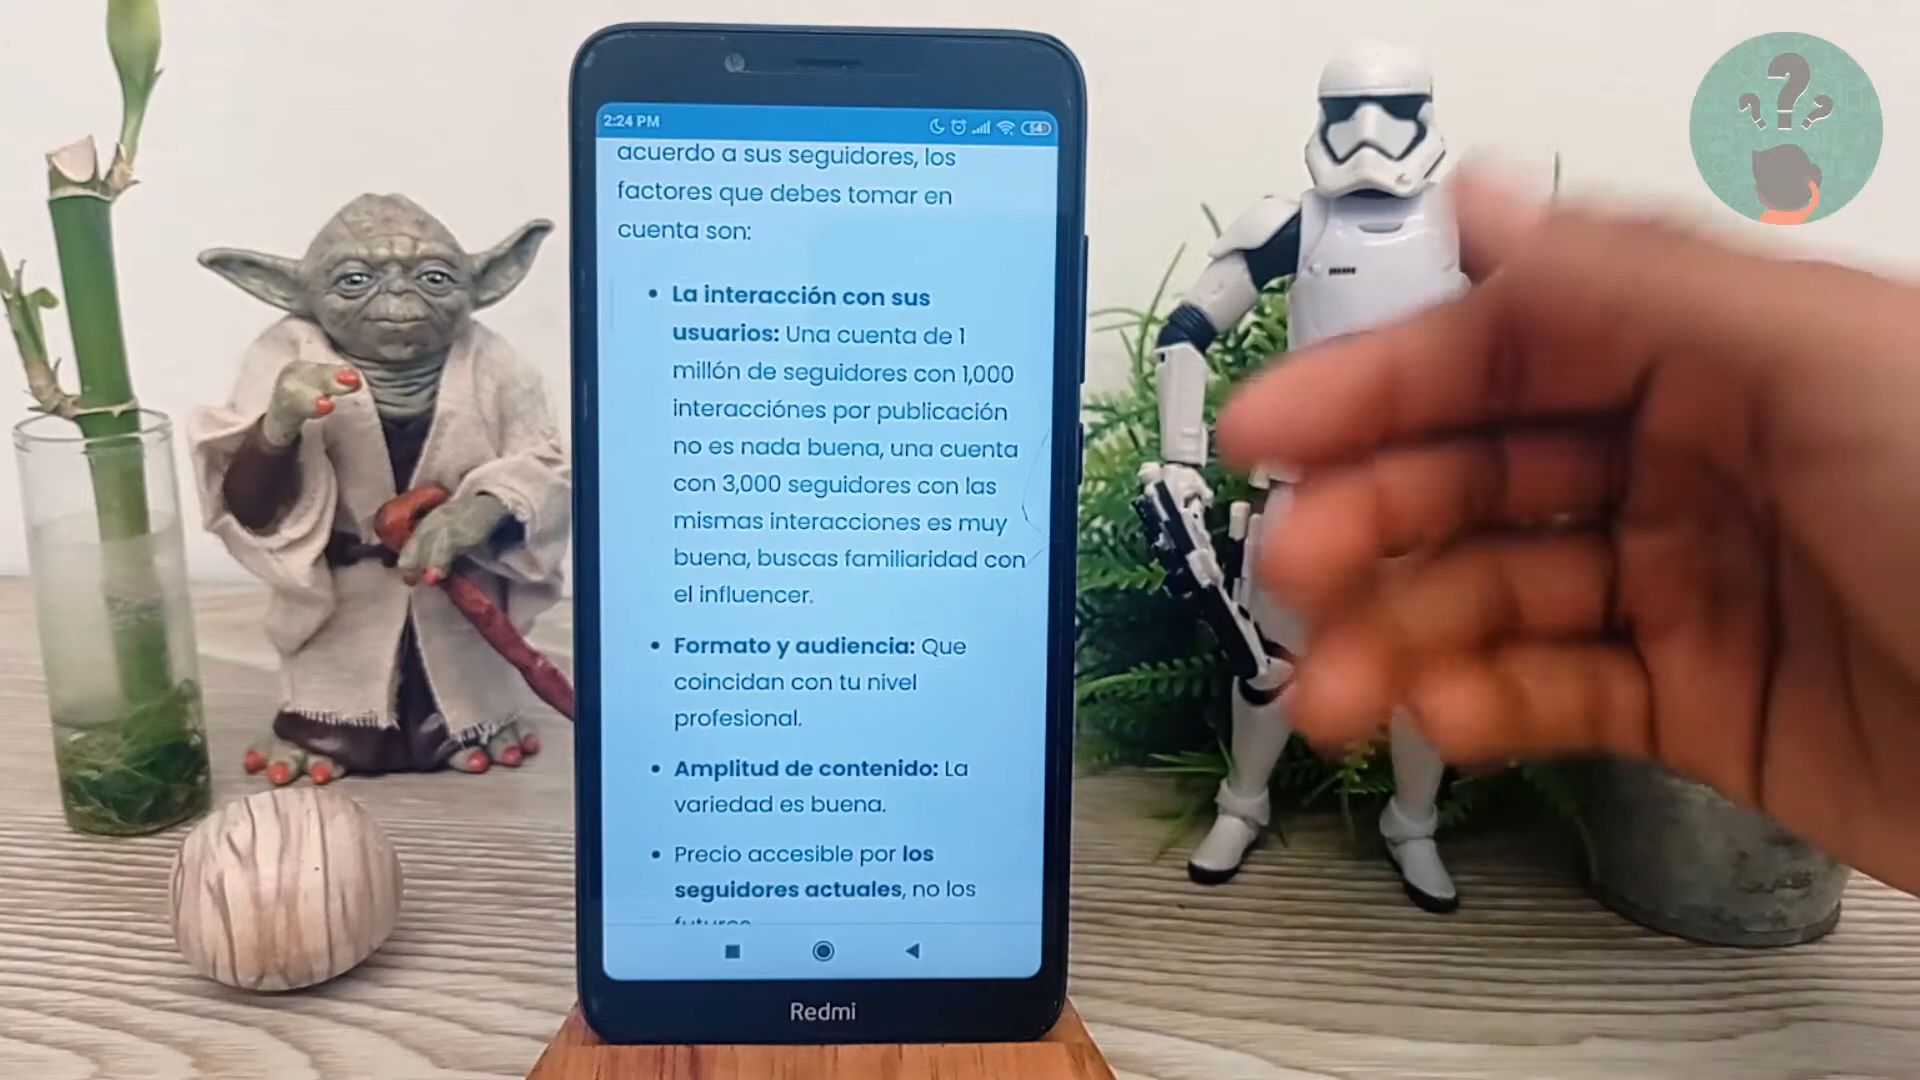 2:24 PM
54
acuerdo a sus seguidores, los
factores que debes tomar en
cuenta son:
• La interacción con sus
usuarios: Una cuenta de 1
millón de seguidores con 1,000
interacciónes por publicación
no es nada buena, una cuenta
con 3,000 seguidores con las
mismas interacciones es muy
buena, buscas familiaridad con
el influencer.
• Formato y audiencia: Que
coincidan con tu nivel
profesional.
• Amplitud de contenido: La
variedad es buena.
• Precio accesible por los
seguidores actuales, no los
Redmi